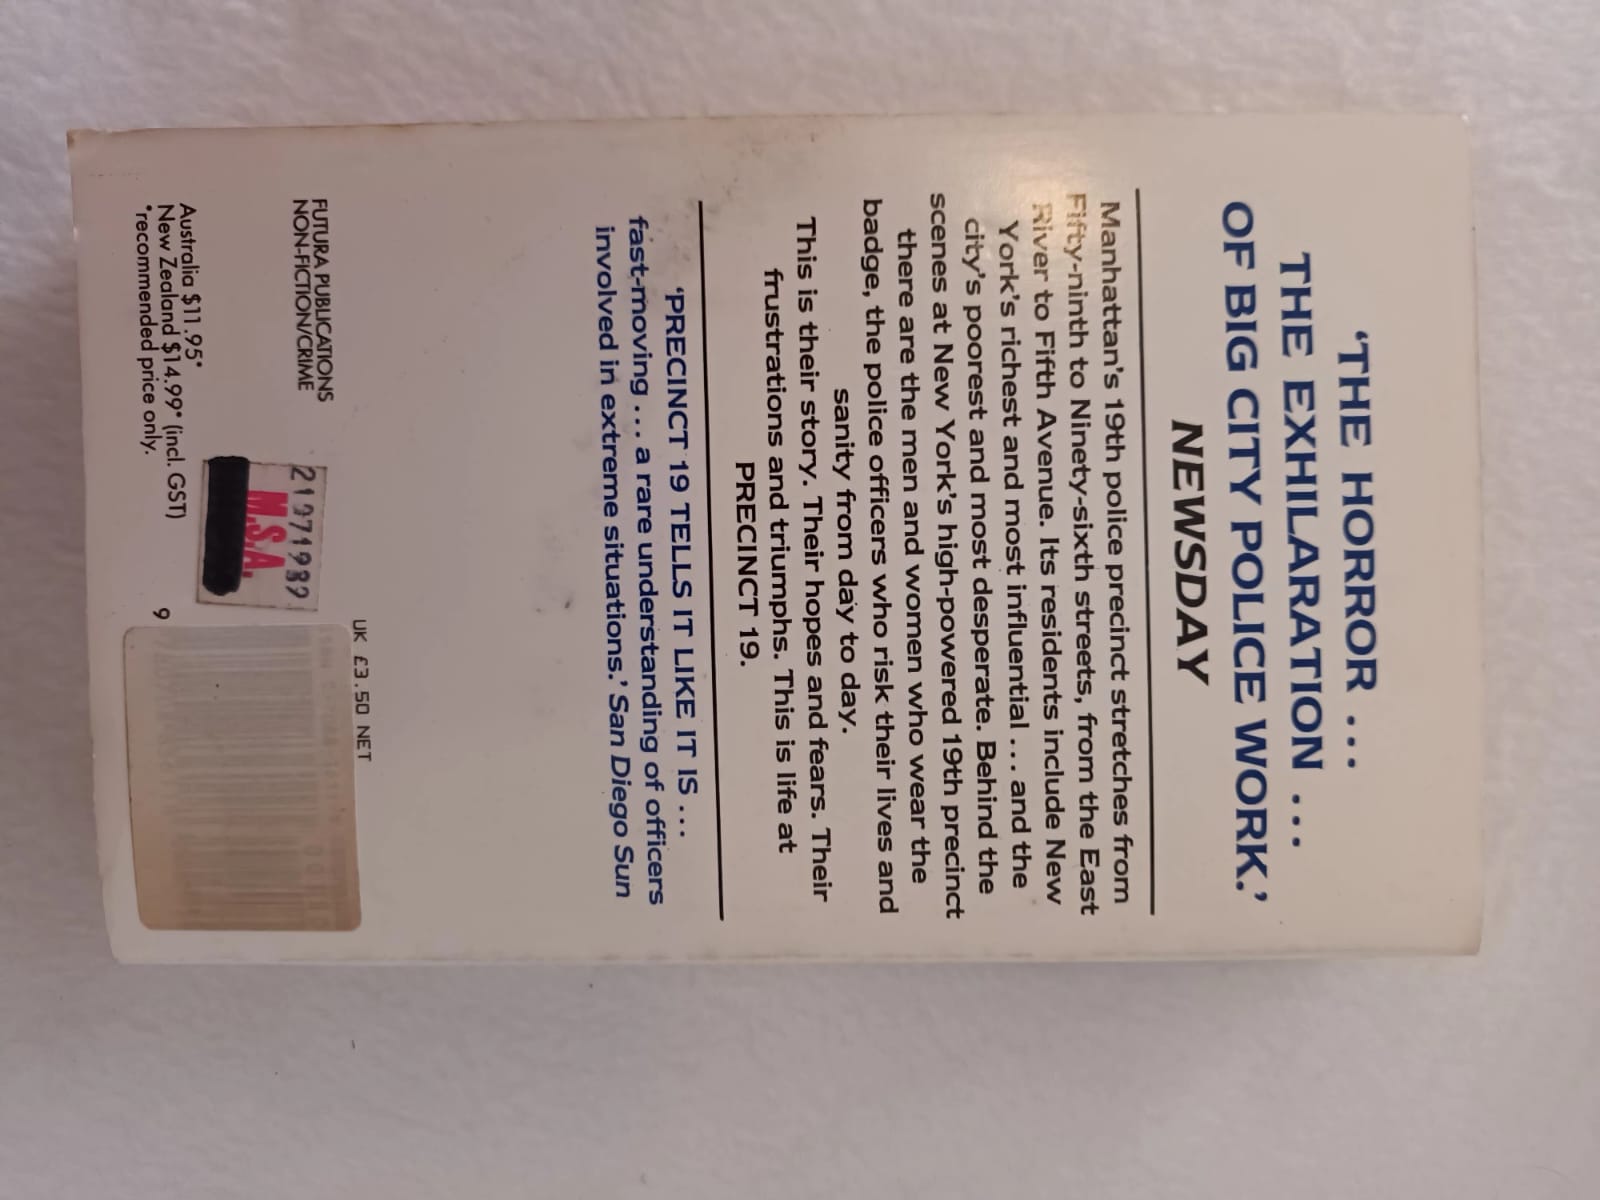 ‘THE HORROR ...
THE EXHILARATION ...
OF BIG CITY POLICE WORK.’
NEWSDAY
Manhattan’s 19th police precinct stretches from
Fifty-ninth to Ninety-sixth streets, from the East
River to Fifth Avenue. Its residents include New
York’s richest and most influential ... and the
city’s poorest and most desperate. Behind the
scenes at New York’s high-powered 19th precinct
there are the men and women who wear the
badge, the police officers who risk their lives and
sanity from day to day.
This is their story. Their hopes and fears. Their
frustrations and triumphs. This is life at
PRECINCT 19.
‘PRECINCT 19 TELLS IT LIKE IT IS ...
fast-moving ... a rare understanding of officers
involved in extreme situations.’ San Diego Sun
UK £3.50 NET
FUTURA PUBLICATIONS
NON-FICTION/CRIME
21971989
M.S.A.
Australia $11.95*
New Zealand $14.99* (incl. GST)
*recommended price only.
9